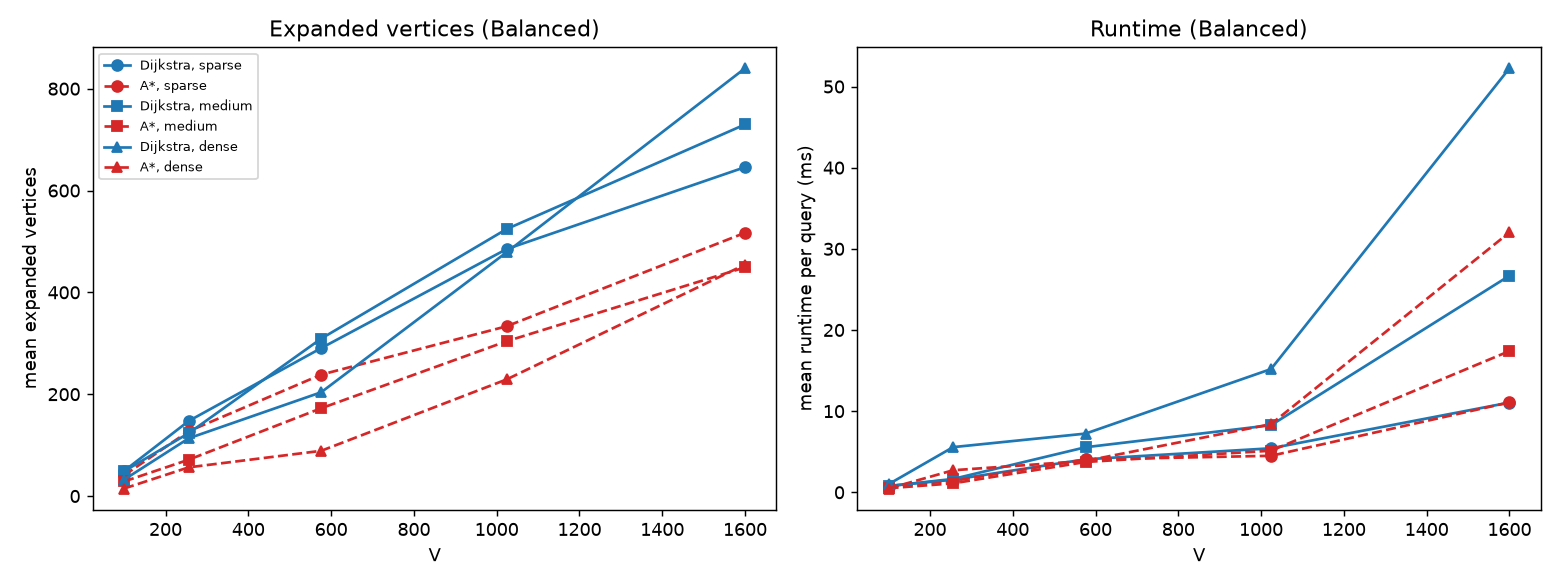 Expanded vertices (Balanced)
Dijkstra, sparse
A*, sparse
Dijkstra, medium
A*, medium
Dijkstra, dense
A*, dense
mean expanded vertices
800
600
400
200
0
200 400 600 800 1000 1200 1400 1600
V
Runtime (Balanced)
mean runtime per query (ms)
50
40
30
20
10
0
200 400 600 800 1000 1200 1400 1600
V